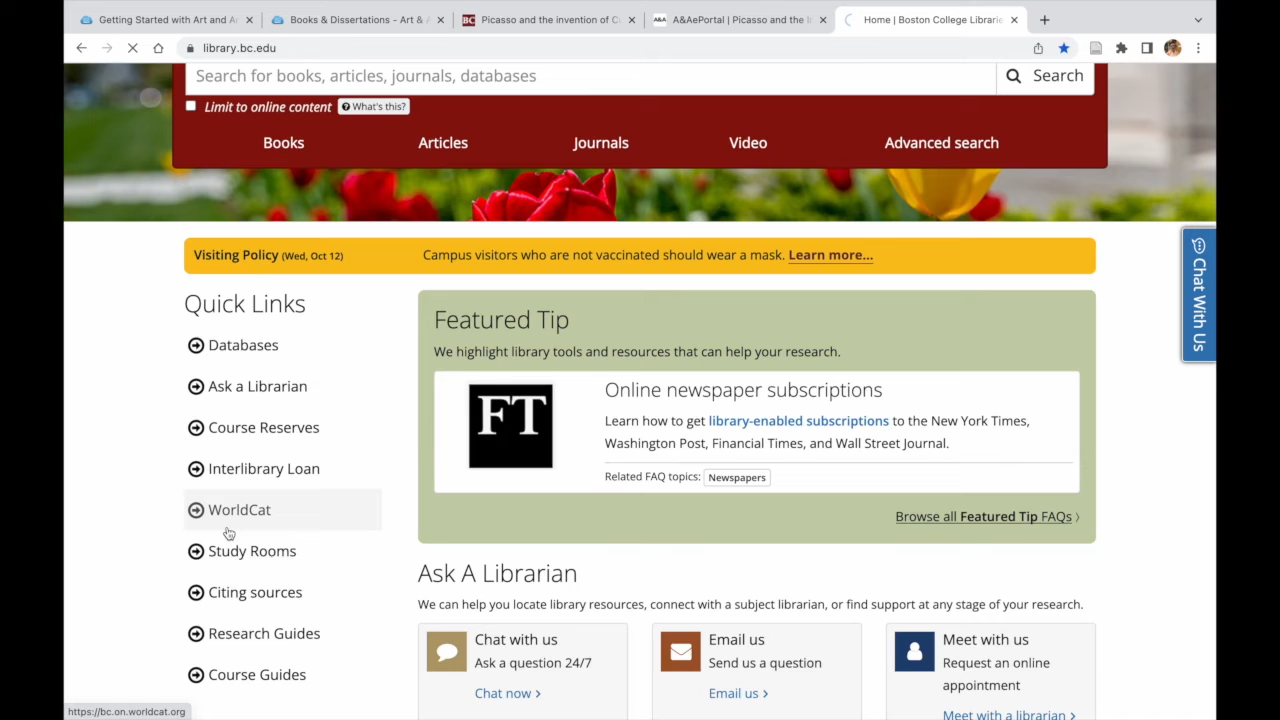 Getting Started with Art and A
Books & Dissertations - Art &
BC Picasso and the invention of C
A&A A&AePortal | Picasso and the I
Home | Boston College Librarie
library.bc.edu
Search for books, articles, journals, databases
Search
Limit to online content
? What's this?
Books
Articles
Journals
Video
Advanced search
Visiting Policy (Wed, Oct 12)
Campus visitors who are not vaccinated should wear a mask. Learn more...
Chat With Us
Quick Links
Databases
Ask a Librarian
Course Reserves
Interlibrary Loan
WorldCat
Study Rooms
Citing sources
Research Guides
Course Guides
Featured Tip
We highlight library tools and resources that can help your research.
FT
Online newspaper subscriptions
Learn how to get library-enabled subscriptions to the New York Times,
Washington Post, Financial Times, and Wall Street Journal.
Related FAQ topics: Newspapers
Browse all Featured Tip FAQs
Ask A Librarian
We can help you locate library resources, connect with a subject librarian, or find support at any stage of your research.
Chat with us
Ask a question 24/7
Chat now
Email us
Send us a question
Email us
Meet with us
Request an online
appointment
Meet with a librarian
https://bc.on.worldcat.org